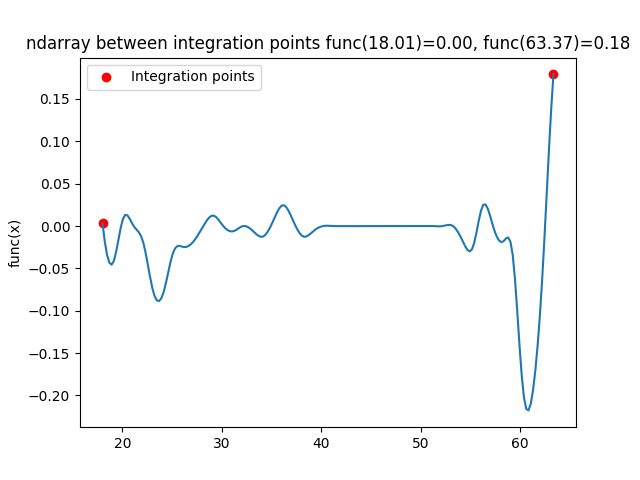 ndarray between integration points func(18.01)=0.00, func(63.37)=0.18
Integration points
func(x)
0.15
0.10
0.05
0.00
−0.05
−0.10
−0.15
−0.20
20 30 40 50 60